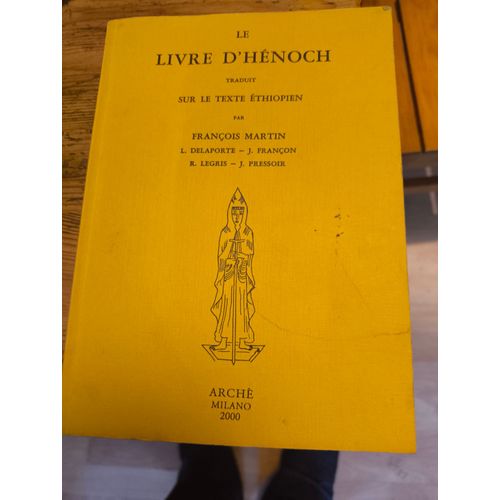 LE
LIVRE D'HÉNOCH
TRADUIT
SUR LE TEXTE ÉTHIOPIEN
PAR
FRANÇOIS MARTIN
L. DELAPORTE – J. FRANÇON
R. LEGRIS – J. PRESSOIR
ARCHÈ
MILANO
2000